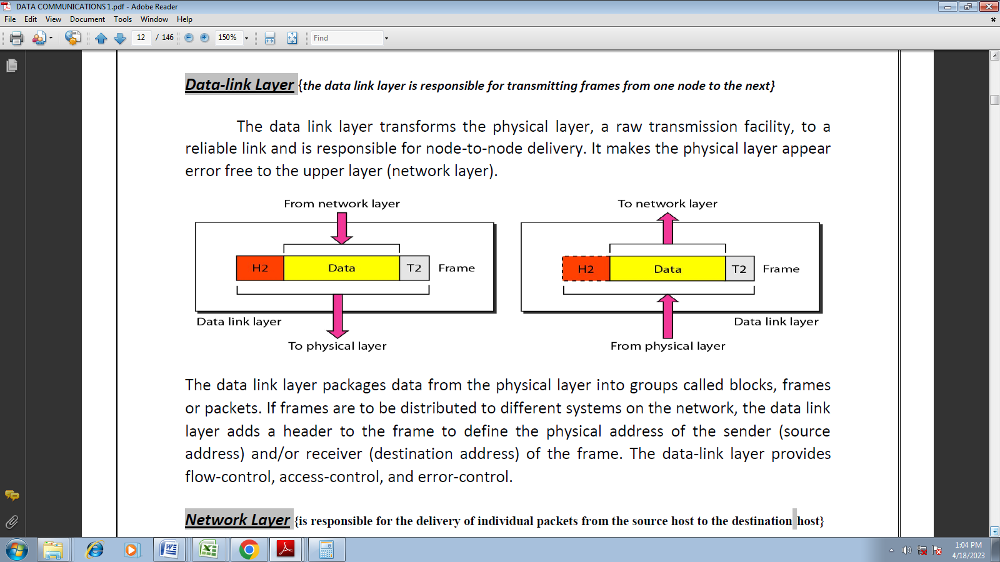 DATA COMMUNICATIONS 1.pdf - Adobe Reader
File Edit View Document Tools Window Help
12 / 146 150% Find
Data-link Layer {the data link layer is responsible for transmitting frames from one node to the next}
The data link layer transforms the physical layer, a raw transmission facility, to a
reliable link and is responsible for node-to-node delivery. It makes the physical layer appear
error free to the upper layer (network layer).
From network layer
H2 Data T2 Frame
Data link layer
To physical layer
To network layer
H2 Data T2 Frame
Data link layer
From physical layer
The data link layer packages data from the physical layer into groups called blocks, frames
or packets. If frames are to be distributed to different systems on the network, the data link
layer adds a header to the frame to define the physical address of the sender (source
address) and/or receiver (destination address) of the frame. The data-link layer provides
flow-control, access-control, and error-control.
Network Layer {is responsible for the delivery of individual packets from the source host to the destination host}
1:04 PM
4/18/2023